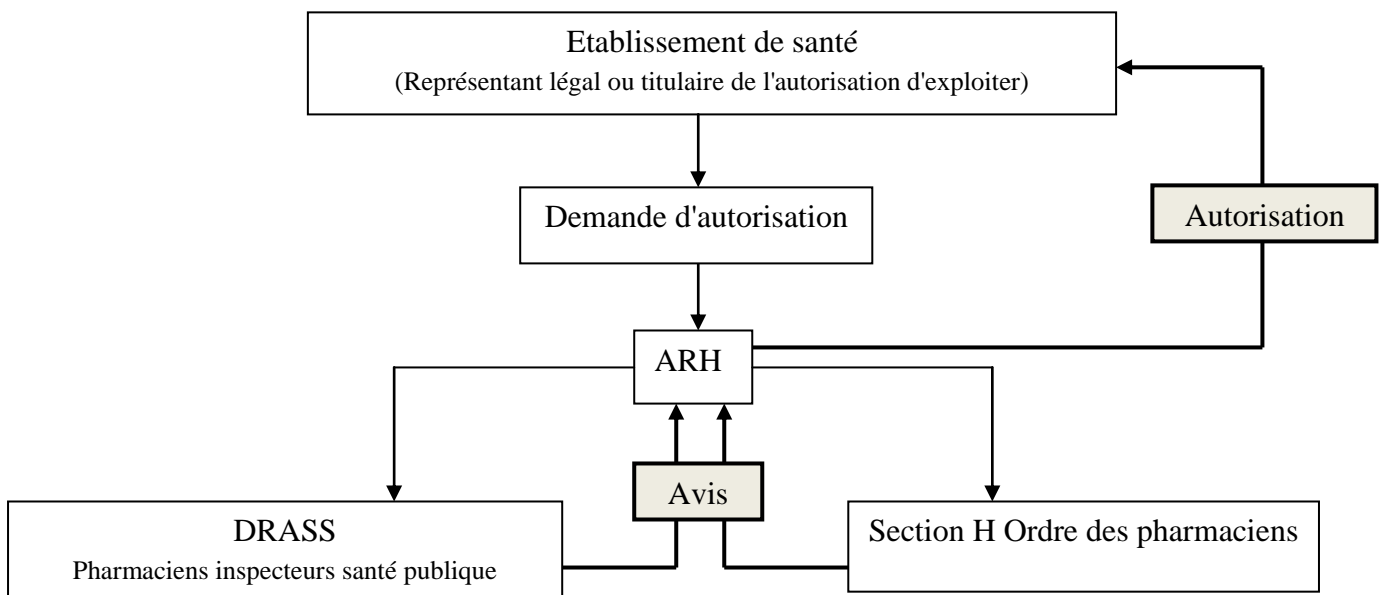 Etablissement de santé
(Représentant légal ou titulaire de l'autorisation d'exploiter)
Demande d'autorisation
Autorisation
ARH
Avis
DRASS
Pharmaciens inspecteurs santé publique
Section H Ordre des pharmaciens